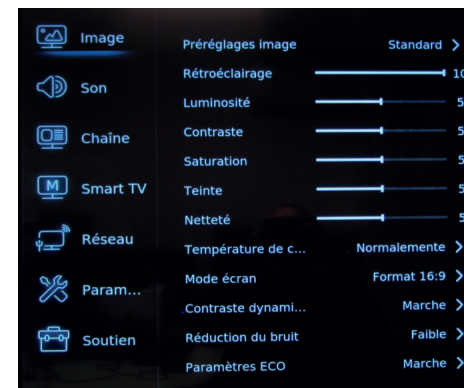 Image
Son
Chaîne
M
Smart TV
Réseau
Param...
Soutien
Préréglages image Standard
Rétroéclairage 10
Luminosité 5
Contraste 5
Saturation 5
Teinte 5
Netteté 5
Température de c... Normalemente
Mode écran Format 16:9
Contraste dynami... Marche
Réduction du bruit Faible
Paramètres ECO Marche